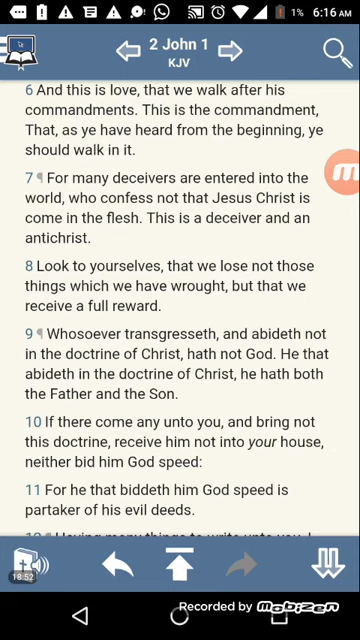 1% 6:16 AM
2 John 1
KJV
6 And this is love, that we walk after his
commandments. This is the commandment,
That, as ye have heard from the beginning, ye
should walk in it.
7 ¶ For many deceivers are entered into the
world, who confess not that Jesus Christ is
come in the flesh. This is a deceiver and an
antichrist.
8 Look to yourselves, that we lose not those
things which we have wrought, but that we
receive a full reward.
9 ¶ Whosoever transgresseth, and abideth not
in the doctrine of Christ, hath not God. He that
abideth in the doctrine of Christ, he hath both
the Father and the Son.
10 If there come any unto you, and bring not
this doctrine, receive him not into your house,
neither bid him God speed:
11 For he that biddeth him God speed is
partaker of his evil deeds.
12 ¶ Having many things to write unto you, I
18:52
Recorded by Mobizen